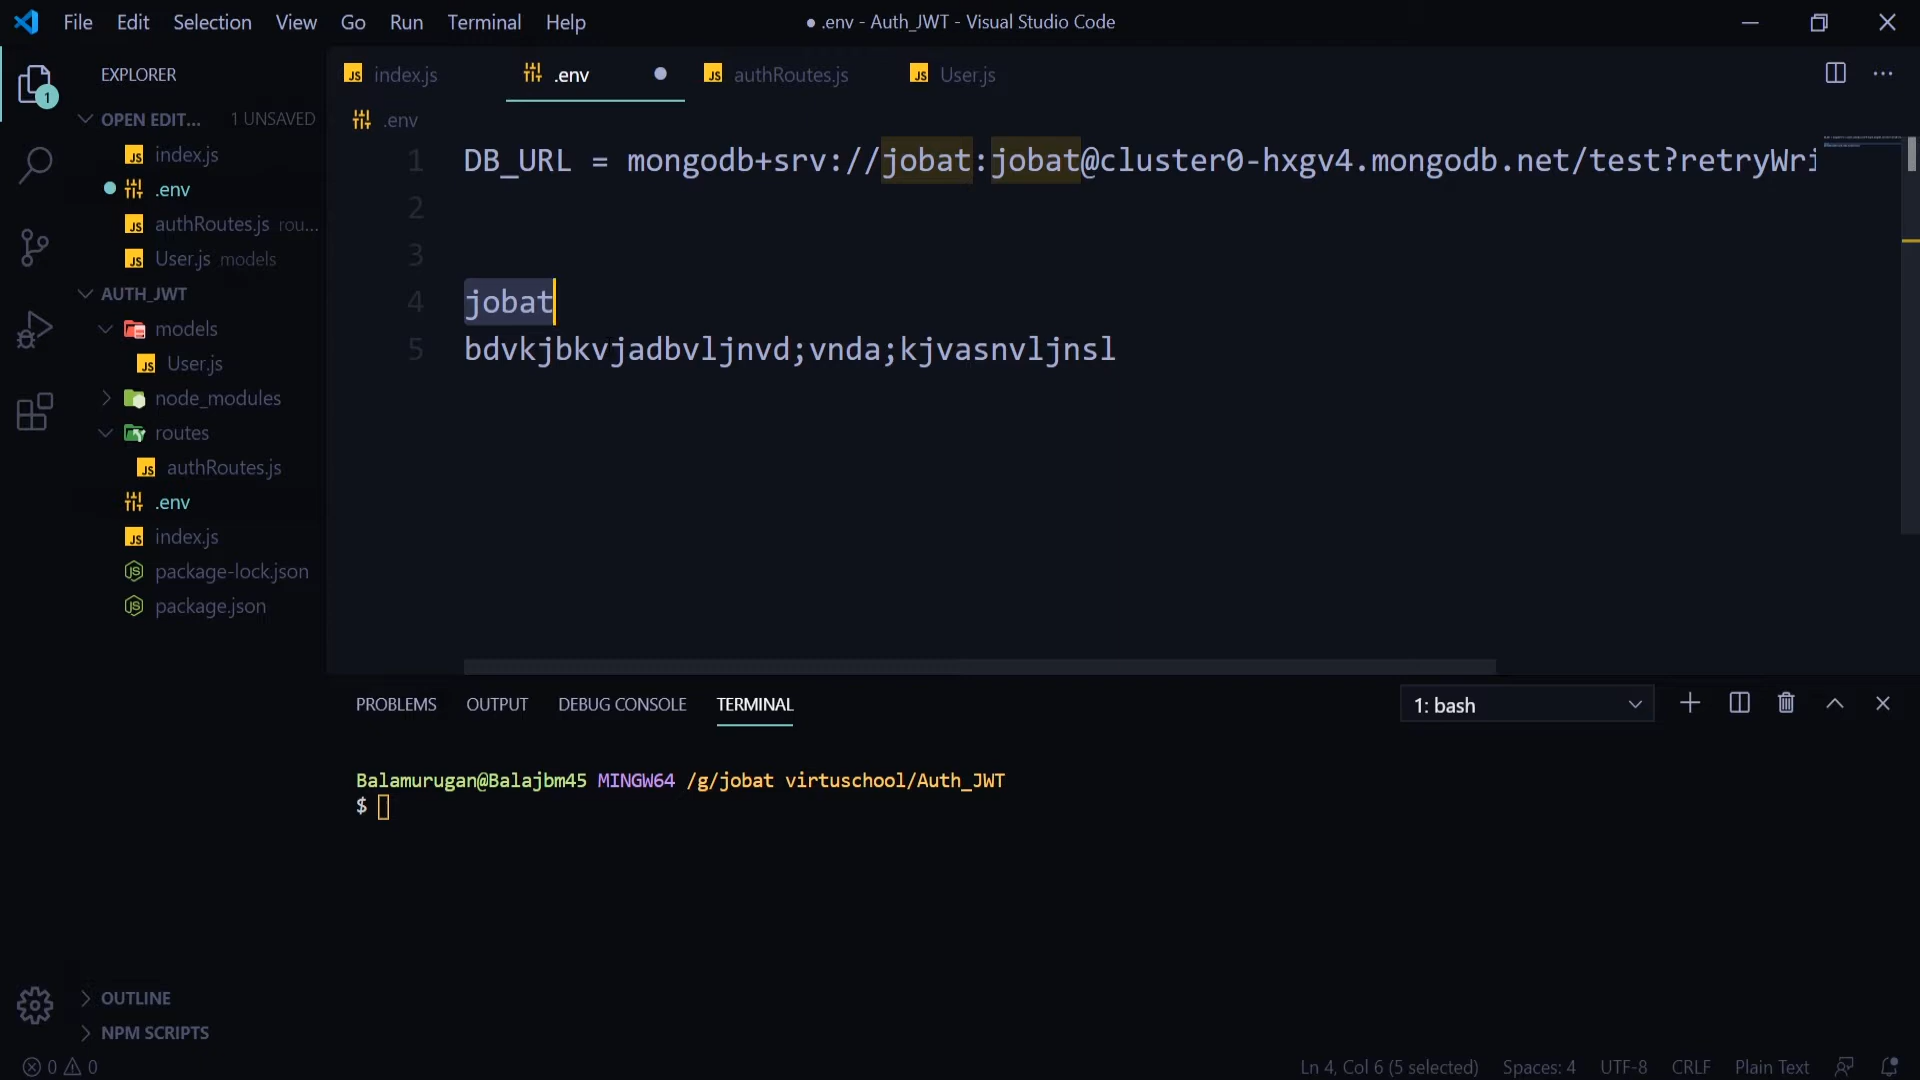 File Edit Selection View Go Run Terminal Help
● .env - Auth_JWT - Visual Studio Code
EXPLORER
OPEN EDIT... 1 UNSAVED
index.js
.env
authRoutes.js rou...
User.js models
AUTH_JWT
models
User.js
node_modules
routes
authRoutes.js
.env
index.js
package-lock.json
package.json
OUTLINE
NPM SCRIPTS
index.js .env authRoutes.js User.js
.env
1 DB_URL = mongodb+srv://jobat:jobat@cluster0-hxgv4.mongodb.net/test?retryWri
2
3
4 jobat
5 bdvkjbkvjadbvljnvd;vnda;kjvasnvljnsl
PROBLEMS OUTPUT DEBUG CONSOLE TERMINAL
1: bash
Balamurugan@Balajbm45 MINGW64 /g/jobat virtuschool/Auth_JWT
$
0 0
Ln 4, Col 6 (5 selected) Spaces: 4 UTF-8 CRLF Plain Text
1